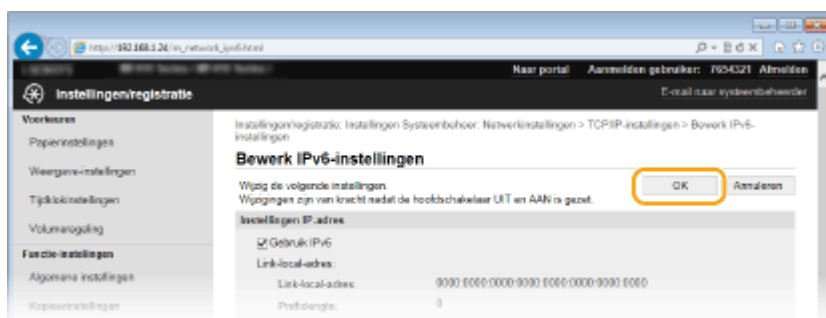 http://192.168.1.24/m_network_ipv6.html
Naar portal Aanmelden gebruiker: 7654321 Afmelden
Instellingen/registratie
E-mail naar systeembeheerder
Voorkeuren
Papierinstellingen
Weergave-instellingen
Tijdklokinstellingen
Volumeregeling
Functie-instellingen
Algemene instellingen
Kopieerinstellingen
Instellingen/registratie: Instellingen Systeembeheer: Netwerkinstellingen > TCP/IP-instellingen > Bewerk IPv6-
instellingen
Bewerk IPv6-instellingen
Wijzig de volgende instellingen.
Wijzigingen zijn van kracht nadat de hoofdschakelaar UIT en AAN is gezet.
OK Annuleren
Instellingen IP-adres
Gebruik IPv6
Link-local-adres:
Link-local-adres: 0000:0000:0000:0000:0000:0000:0000:0000
Prefixlengte: 0